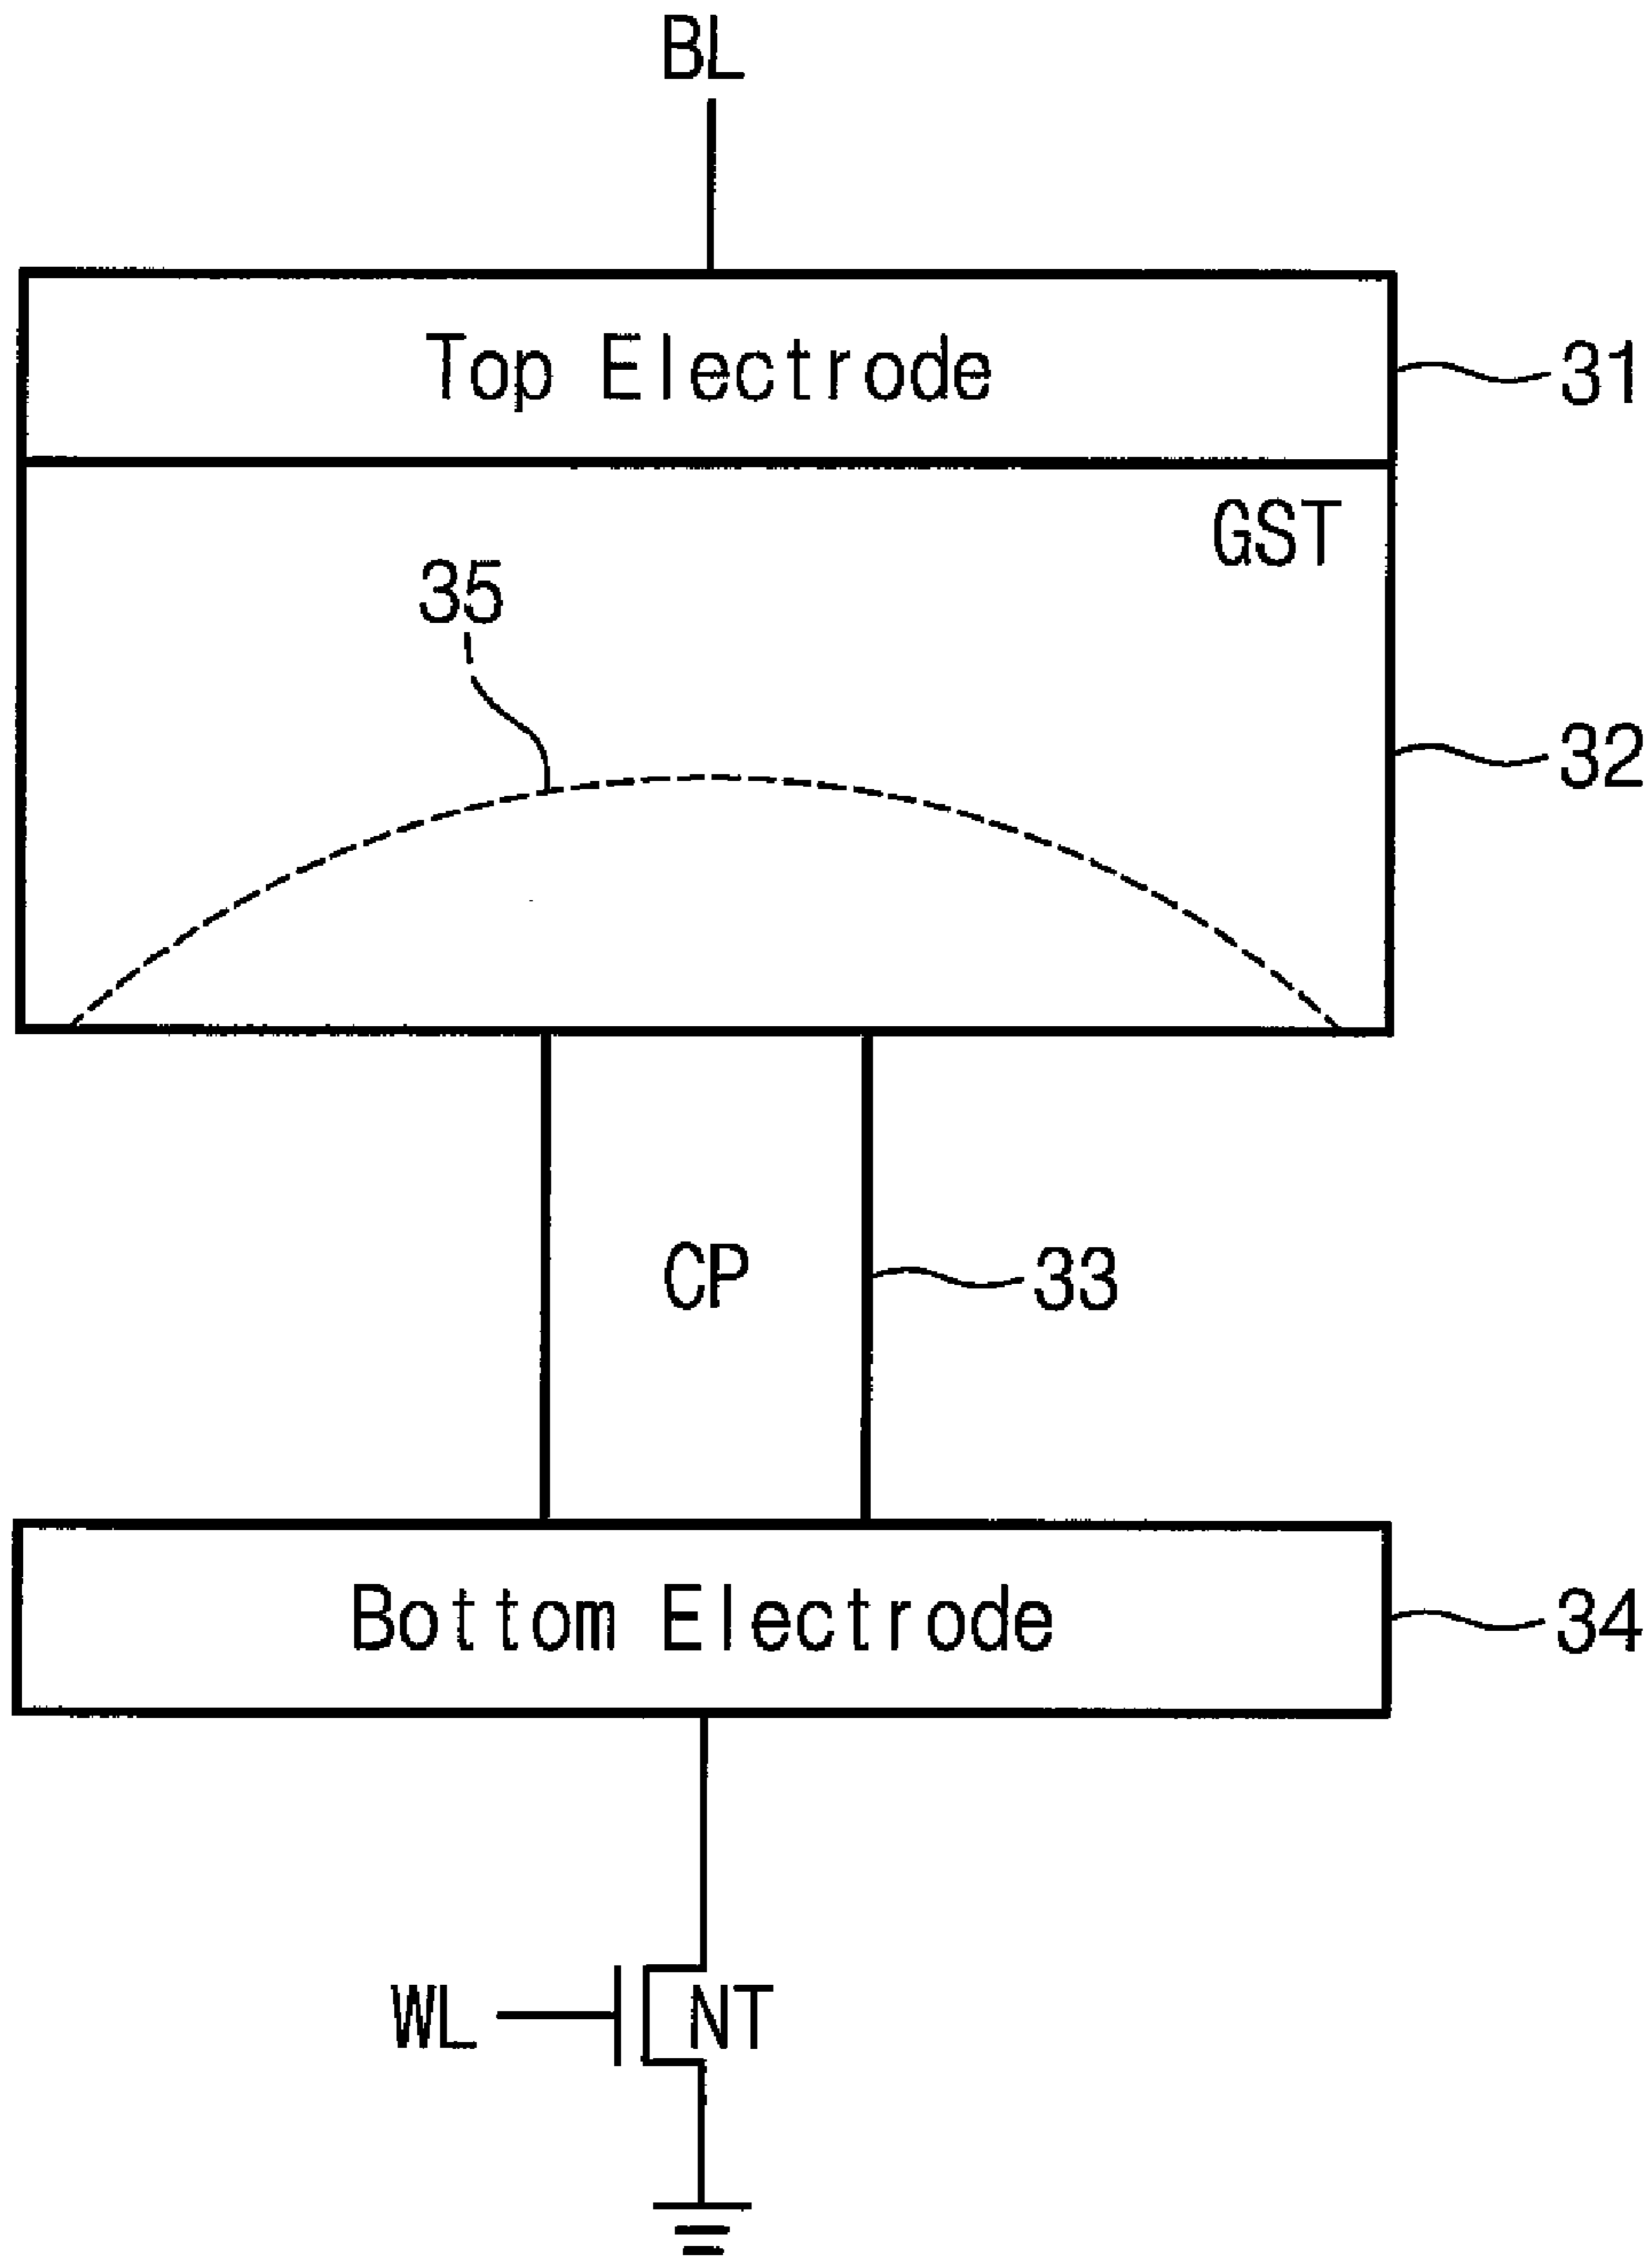 BL
Top Electrode
31
GST
35
32
CP
33
Bottom Electrode
34
WL
NT